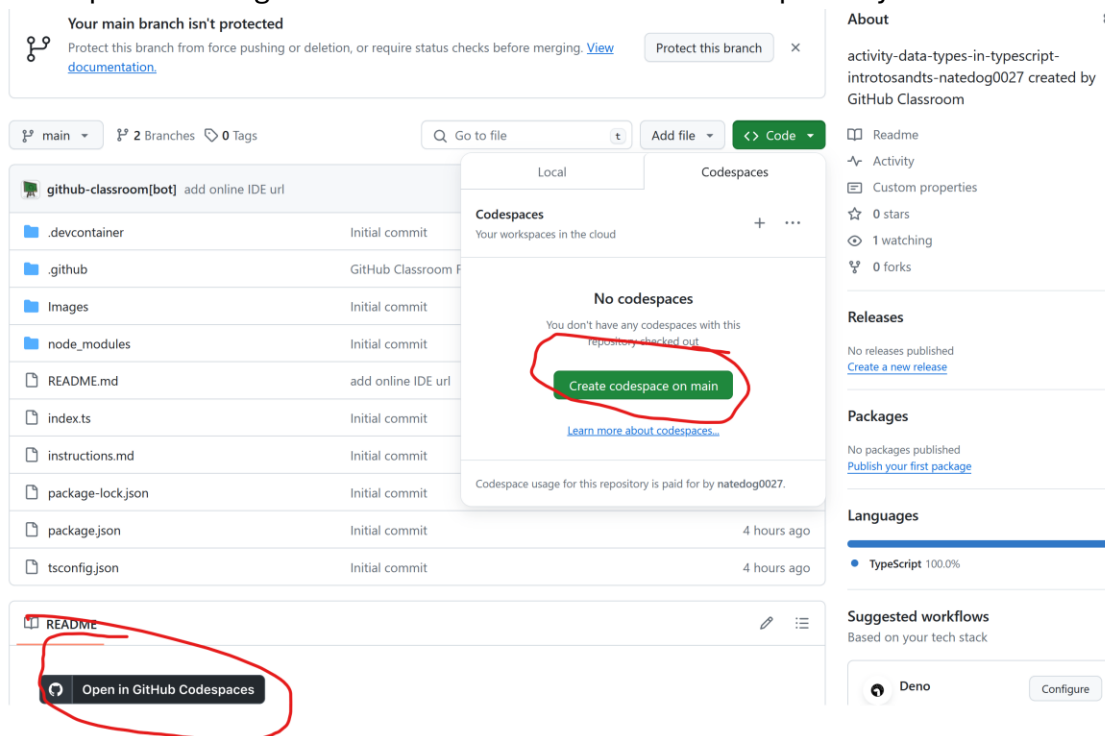 Your main branch isn't protected
Protect this branch from force pushing or deletion, or require status checks before merging. View
documentation.
Protect this branch
About
activity-data-types-in-typescript-
introtosandts-natedog0027 created by
GitHub Classroom
main
2 Branches
0 Tags
Go to file
t
Add file
<> Code
Readme
Activity
Custom properties
0 stars
1 watching
0 forks
Local
Codespaces
Codespaces
Your workspaces in the cloud
No codespaces
You don't have any codespaces with this
repository checked out
Create codespace on main
Learn more about codespaces...
Codespace usage for this repository is paid for by natedog0027.
github-classroom[bot] add online IDE url
.devcontainer Initial commit
.github GitHub Classroom
Images Initial commit
node_modules Initial commit
README.md add online IDE url
index.ts Initial commit
instructions.md Initial commit
package-lock.json Initial commit
package.json Initial commit 4 hours ago
tsconfig.json Initial commit 4 hours ago
Releases
No releases published
Create a new release
Packages
No packages published
Publish your first package
Languages
TypeScript 100.0%
README
Open in GitHub Codespaces
Suggested workflows
Based on your tech stack
Deno
Configure